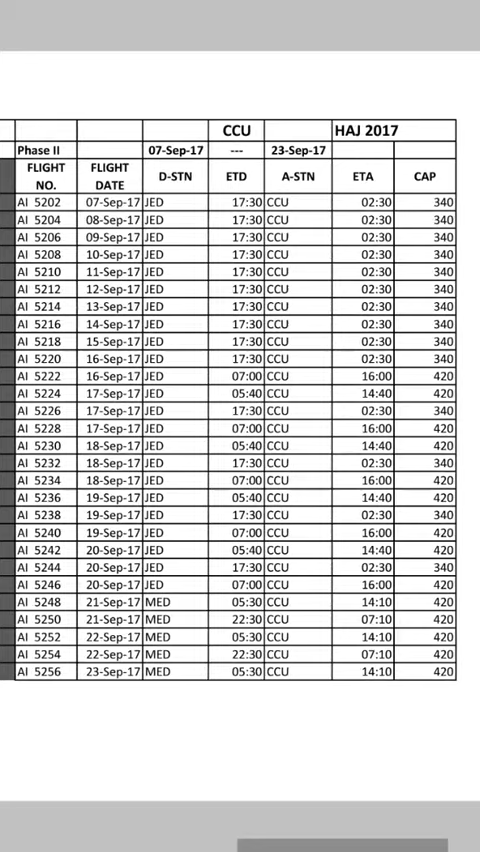 CCU HAJ 2017
Phase II 07-Sep-17 --- 23-Sep-17
FLIGHT NO. FLIGHT DATE D-STN ETD A-STN ETA CAP
AI 5202 07-Sep-17 JED 17:30 CCU 02:30 340
AI 5204 08-Sep-17 JED 17:30 CCU 02:30 340
AI 5206 09-Sep-17 JED 17:30 CCU 02:30 340
AI 5208 10-Sep-17 JED 17:30 CCU 02:30 340
AI 5210 11-Sep-17 JED 17:30 CCU 02:30 340
AI 5212 12-Sep-17 JED 17:30 CCU 02:30 340
AI 5214 13-Sep-17 JED 17:30 CCU 02:30 340
AI 5216 14-Sep-17 JED 17:30 CCU 02:30 340
AI 5218 15-Sep-17 JED 17:30 CCU 02:30 340
AI 5220 16-Sep-17 JED 17:30 CCU 02:30 340
AI 5222 16-Sep-17 JED 07:00 CCU 16:00 420
AI 5224 17-Sep-17 JED 05:40 CCU 14:40 420
AI 5226 17-Sep-17 JED 17:30 CCU 02:30 340
AI 5228 17-Sep-17 JED 07:00 CCU 16:00 420
AI 5230 18-Sep-17 JED 05:40 CCU 14:40 420
AI 5232 18-Sep-17 JED 17:30 CCU 02:30 340
AI 5234 18-Sep-17 JED 07:00 CCU 16:00 420
AI 5236 19-Sep-17 JED 05:40 CCU 14:40 420
AI 5238 19-Sep-17 JED 17:30 CCU 02:30 340
AI 5240 19-Sep-17 JED 07:00 CCU 16:00 420
AI 5242 20-Sep-17 JED 05:40 CCU 14:40 420
AI 5244 20-Sep-17 JED 17:30 CCU 02:30 340
AI 5246 20-Sep-17 JED 07:00 CCU 16:00 420
AI 5248 21-Sep-17 MED 05:30 CCU 14:10 420
AI 5250 21-Sep-17 MED 22:30 CCU 07:10 420
AI 5252 22-Sep-17 MED 05:30 CCU 14:10 420
AI 5254 22-Sep-17 MED 22:30 CCU 07:10 420
AI 5256 23-Sep-17 MED 05:30 CCU 14:10 420